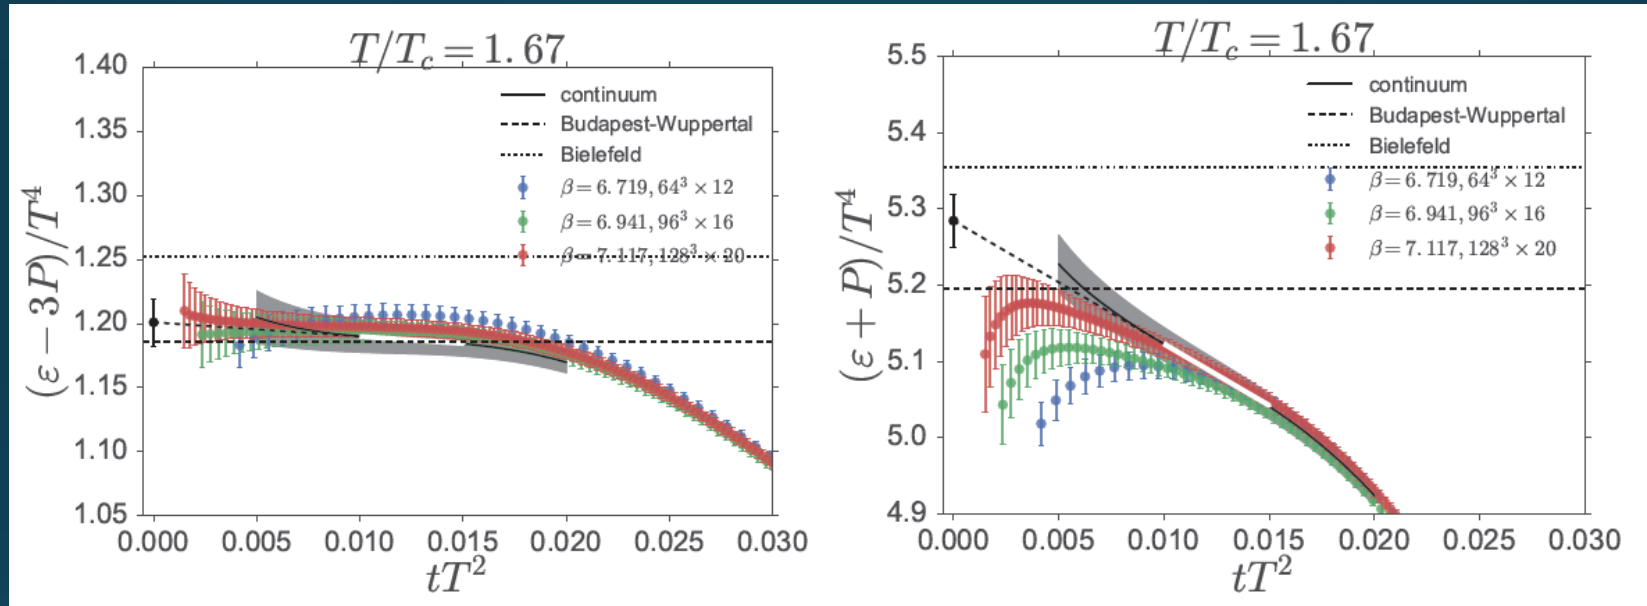 T/T_c = 1.67
(ε − 3P)/T⁴
1.40
1.35
1.30
1.25
1.20
1.15
1.10
1.05
continuum
Budapest-Wuppertal
Bielefeld
β = 6.719, 64³ × 12
β = 6.941, 96³ × 16
β = 7.117, 128³ × 20
0.000 0.005 0.010 0.015 0.020 0.025 0.030
tT²
T/T_c = 1.67
(ε + P)/T⁴
5.5
5.4
5.3
5.2
5.1
5.0
4.9
continuum
Budapest-Wuppertal
Bielefeld
β = 6.719, 64³ × 12
β = 6.941, 96³ × 16
β = 7.117, 128³ × 20
0.000 0.005 0.010 0.015 0.020 0.025 0.030
tT²